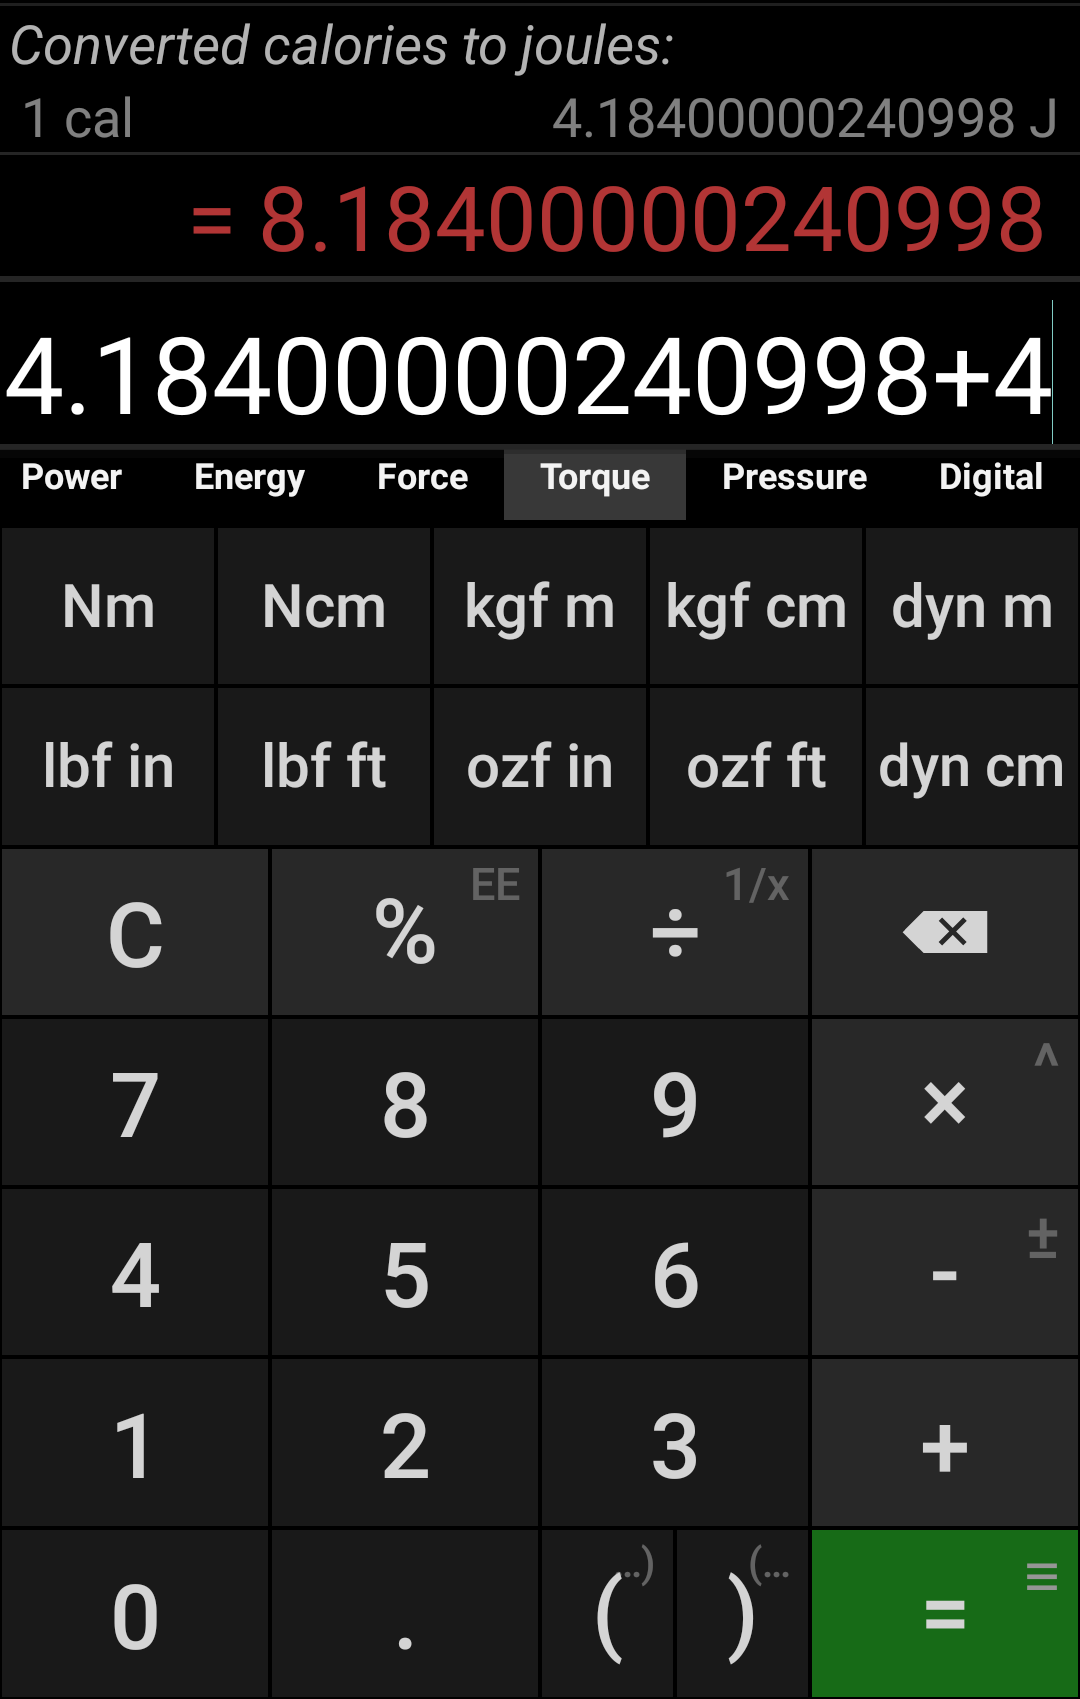 Converted calories to joules:
1 cal 4.18400000240998 J
= 8.18400000240998
4.18400000240998+4
Power Energy Force Torque Pressure Digital
Nm Ncm kgf m kgf cm dyn m
lbf in lbf ft ozf in ozf ft dyn cm
C % EE ÷ 1/x
7 8 9 × ^
4 5 6 - ±
1 2 3 +
0 . ( ..) ) (... = ≡